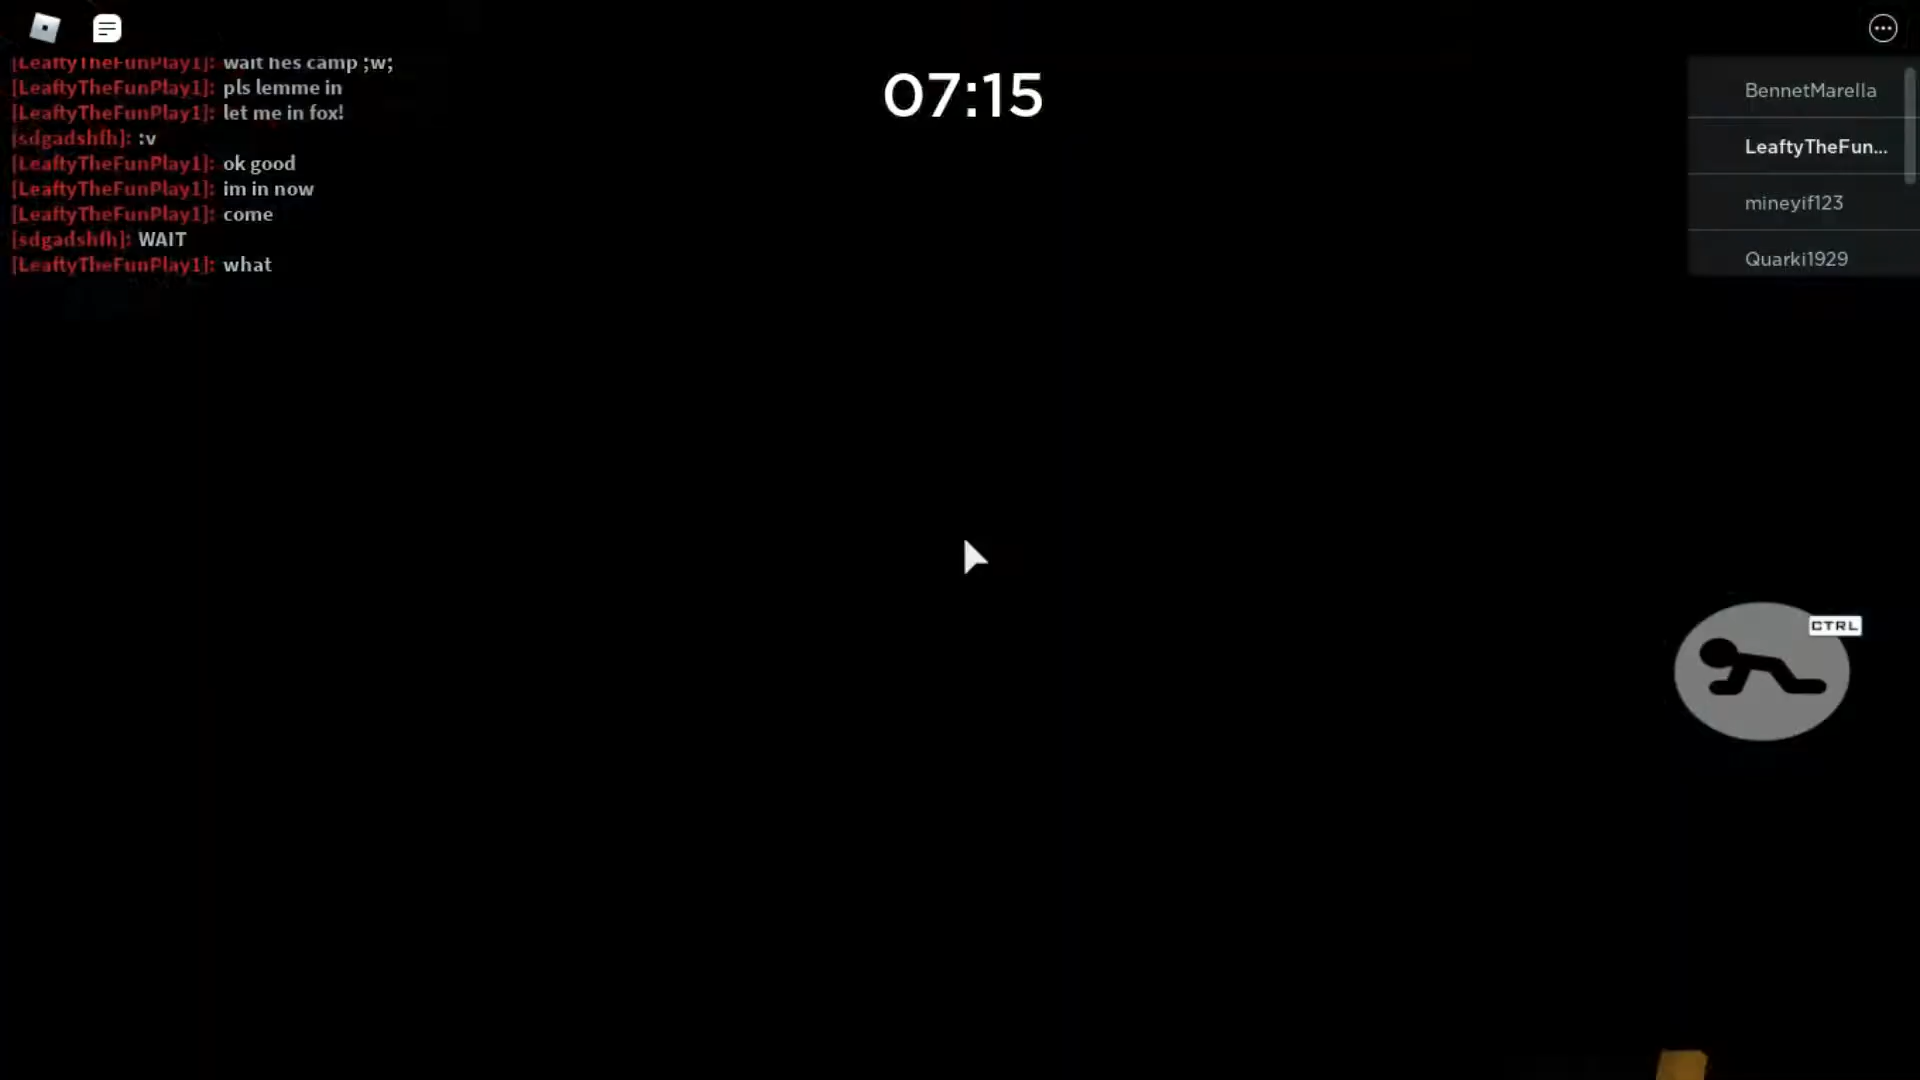 [LeaftyTheFunPlay1]: wait hes camp ;w;
[LeaftyTheFunPlay1]: pls lemme in
[LeaftyTheFunPlay1]: let me in fox!
[sdgadshfh]: :v
[LeaftyTheFunPlay1]: ok good
[LeaftyTheFunPlay1]: im in now
[LeaftyTheFunPlay1]: come
[sdgadshfh]: WAIT
[LeaftyTheFunPlay1]: what
07:15
BennetMarella
LeaftyTheFun...
mineyif123
Quarki1929
CTRL